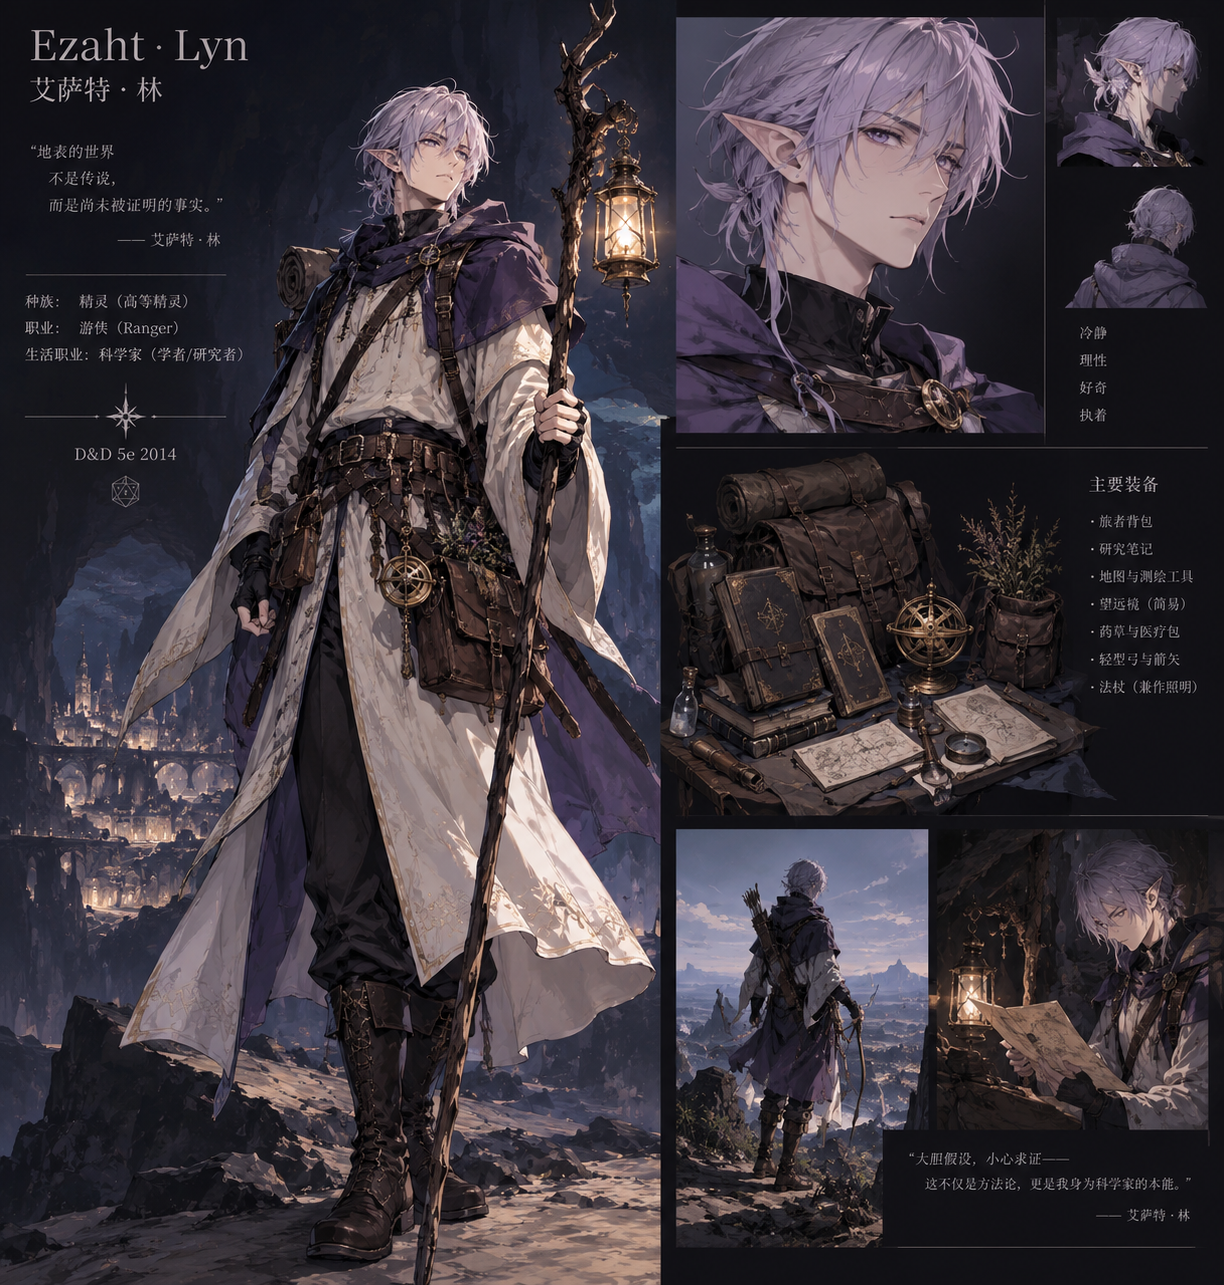 Ezaht · Lyn
艾萨特 · 林
“地表的世界
不是传说，
而是尚未被证明的事实。”
—— 艾萨特 · 林
种族： 精灵（高等精灵）
职业： 游侠（Ranger）
生活职业：科学家（学者/研究者）
D&D 5e 2014
冷静
理性
好奇
执着
主要装备
· 旅者背包
· 研究笔记
· 地图与测绘工具
· 望远镜（简易）
· 药草与医疗包
· 轻型弓与箭矢
· 法杖（兼作照明）
“大胆假设，小心求证——
这不仅是方法论，更是我身为科学家的本能。”
—— 艾萨特 · 林